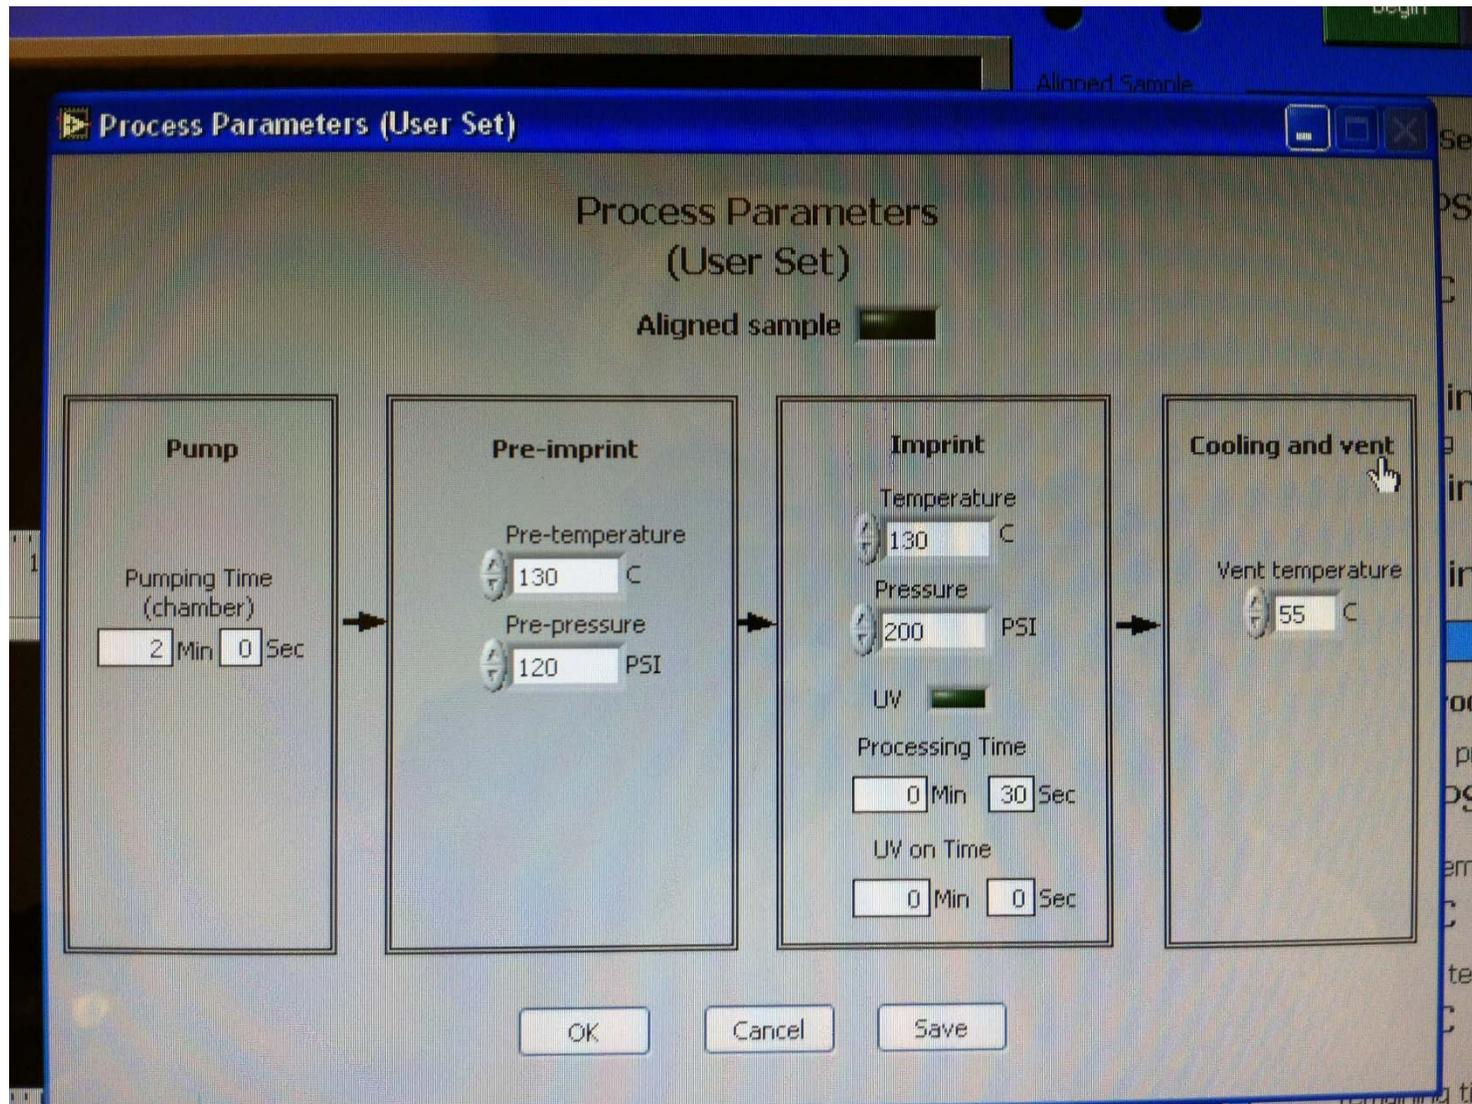 Begin
Aligned Sample
Process Parameters (User Set)
Process Parameters
(User Set)
Aligned sample
Pump
Pumping Time
(chamber)
2 Min 0 Sec
Pre-imprint
Pre-temperature
130 C
Pre-pressure
120 PSI
Imprint
Temperature
130 C
Pressure
200 PSI
UV
Processing Time
0 Min 30 Sec
UV on Time
0 Min 0 Sec
Cooling and vent
Vent temperature
55 C
OK
Cancel
Save